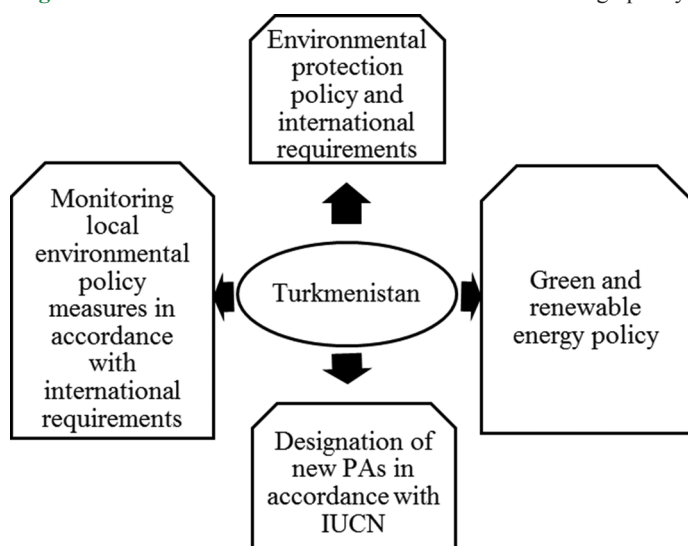 Environmental
protection
policy and
international
requirements
Monitoring
local
environmental
policy
measures in
accordance
with
international
requirements
Turkmenistan
Green and
renewable
energy policy
Designation of
new PAs in
accordance with
IUCN